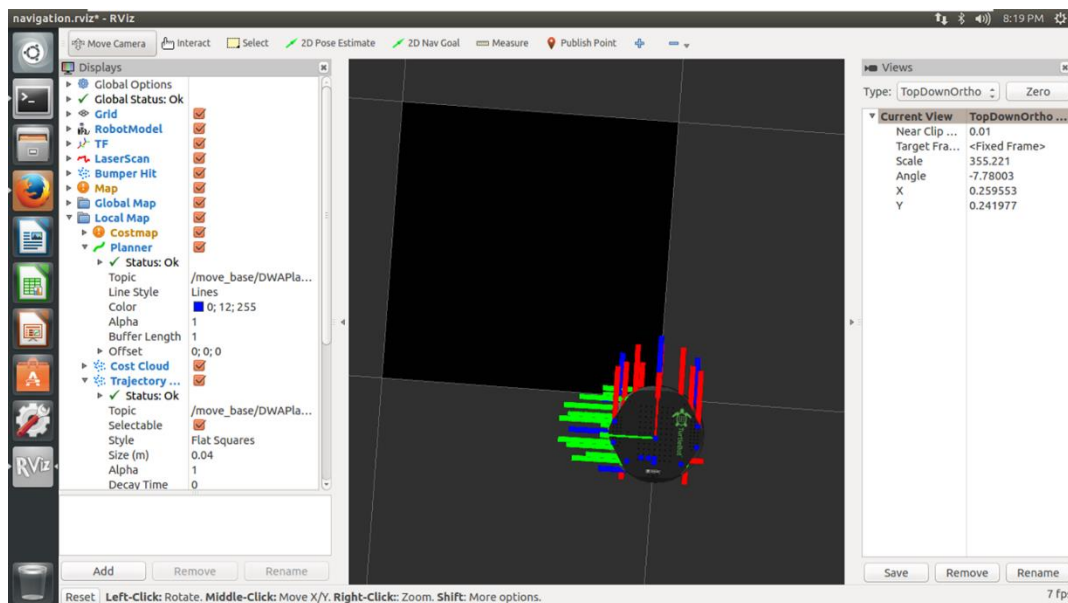 navigation.rviz* - RViz
8:19 PM
Move Camera Interact Select 2D Pose Estimate 2D Nav Goal Measure Publish Point
Displays
Global Options
Global Status: Ok
Grid
RobotModel
TF
LaserScan
Bumper Hit
Map
Global Map
Local Map
Costmap
Planner
Status: Ok
Topic /move_base/DWAPla...
Line Style Lines
Color 0; 12; 255
Alpha 1
Buffer Length 1
Offset 0; 0; 0
Cost Cloud
Trajectory ...
Status: Ok
Topic /move_base/DWAPla...
Selectable
Style Flat Squares
Size (m) 0.04
Alpha 1
Decay Time 0
Add Remove Rename
Reset Left-Click: Rotate. Middle-Click: Move X/Y. Right-Click:: Zoom. Shift: More options.
Views
Type: TopDownOrtho Zero
Current View TopDownOrtho ...
Near Clip ... 0.01
Target Fra... <Fixed Frame>
Scale 355.221
Angle -7.78003
X 0.259553
Y 0.241977
Save Remove Rename
7 fps
RViz
TurtleBot